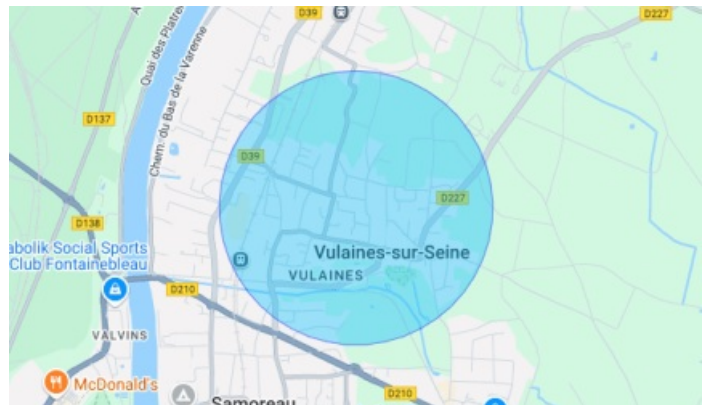 D39
D227
Quai des Platre
Chem. du Bas de la Varenne
D137
D39
D227
D138
abolik Social Sports
Club Fontainebleau
Vulaines-sur-Seine
VULAINES
D210
VALVINS
McDonald's
D210
Samoreau